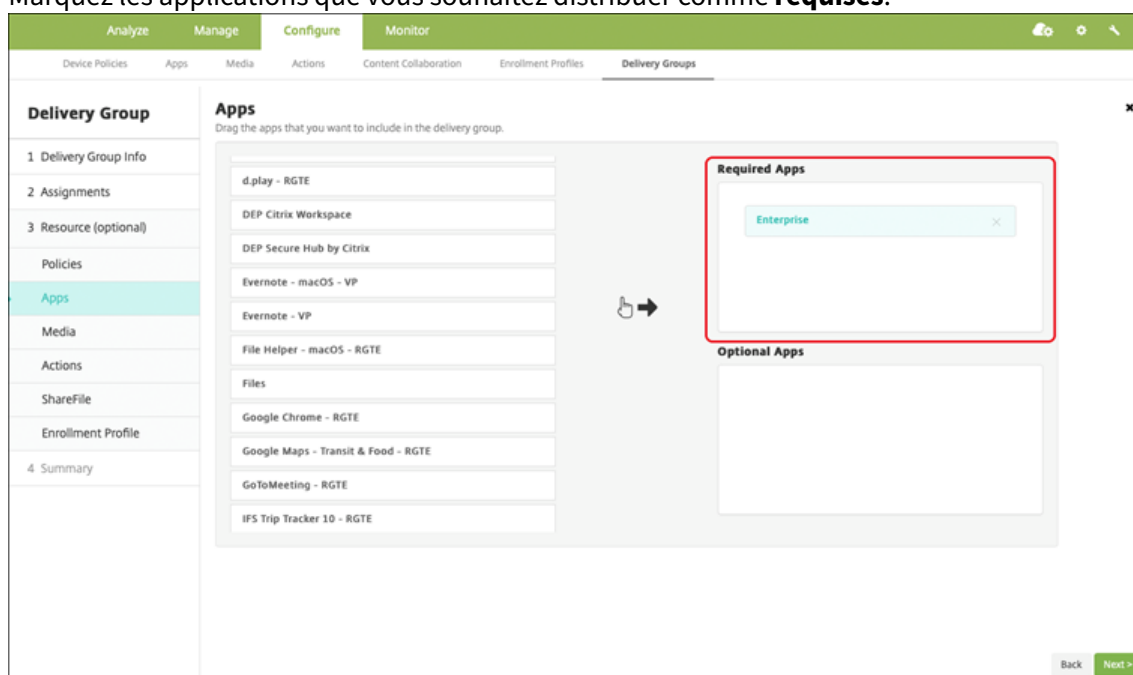 Marquez les applications que vous souhaitez distribuer comme requises.
Analyze Manage Configure Monitor
Device Policies Apps Media Actions Content Collaboration Enrollment Profiles Delivery Groups
Delivery Group
1 Delivery Group Info
2 Assignments
3 Resource (optional)
Policies
Apps
Media
Actions
ShareFile
Enrollment Profile
4 Summary
Apps
Drag the apps that you want to include in the delivery group.
d.play - RGTE
DEP Citrix Workspace
DEP Secure Hub by Citrix
Evernote - macOS - VP
Evernote - VP
File Helper - macOS - RGTE
Files
Google Chrome - RGTE
Google Maps - Transit & Food - RGTE
GoToMeeting - RGTE
IFS Trip Tracker 10 - RGTE
Required Apps
Enterprise
Optional Apps
Back Next >